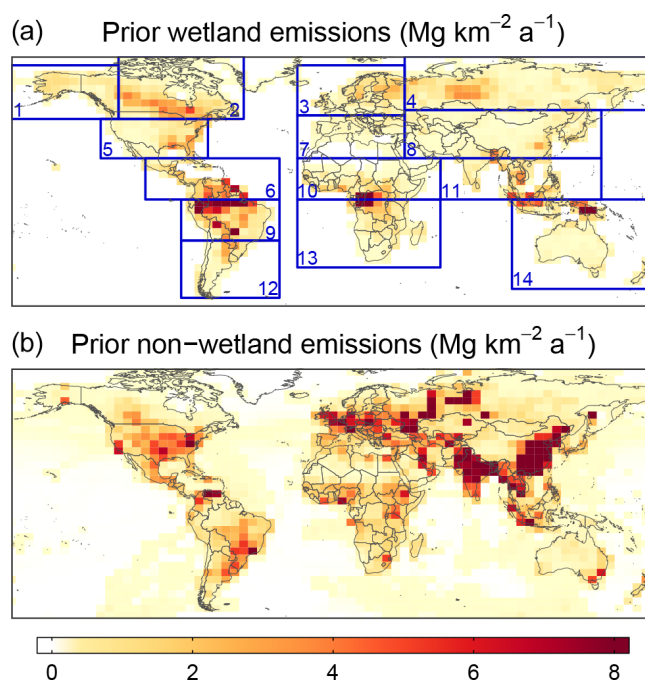 (a) Prior wetland emissions (Mg km⁻² a⁻¹)
1 2 3 4
5 7 8
6 10 11
9
13
12 14
(b) Prior non−wetland emissions (Mg km⁻² a⁻¹)
0 2 4 6 8